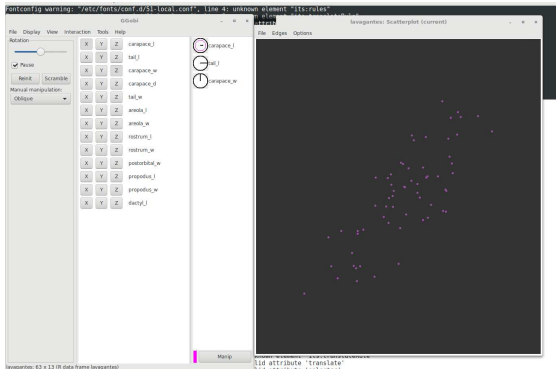 Fontconfig warning: "/etc/fonts/conf.d/51-local.conf", line 4: unknown element "its:rules"
GGobi
File Display View Interaction Tools Help
Rotation
Pause
Reinit Scramble
Manual manipulation:
Oblique
X Y Z carapace_l
X Y Z tail_l
X Y Z carapace_w
X Y Z carapace_d
X Y Z tail_w
X Y Z areola_l
X Y Z areola_w
X Y Z rostrum_l
X Y Z rostrum_w
X Y Z postorbital_w
X Y Z propodus_l
X Y Z propodus_w
X Y Z dactyl_l
carapace_l
tail_l
carapace_w
Manip
lavagantes: 63 x 13 (R data frame lavagantes)
lavagantes: Scatterplot (current)
File Edges Options
lid attribute 'translate'